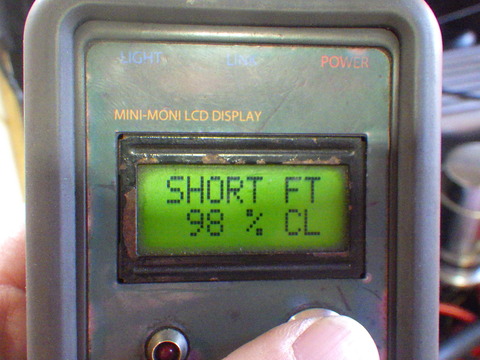 LIGHT LINK POWER
MINI-MONI LCD DISPLAY
SHORT FT
98 % CL